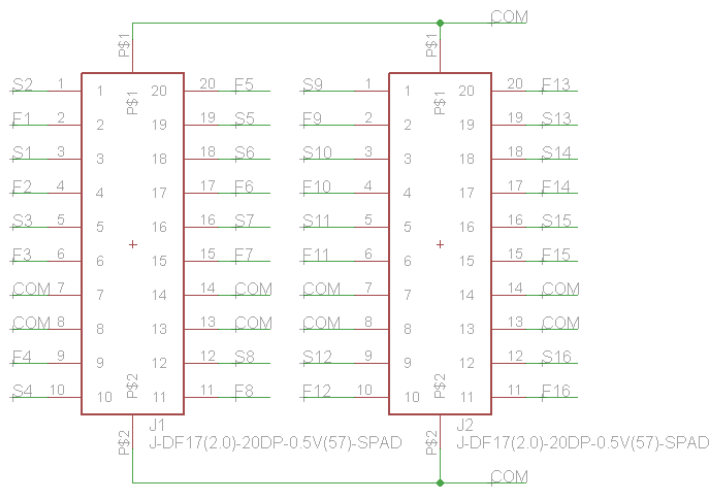 COM
P$1 P$1
S2 1 1 20 20 F5 S9 1 1 20 20 F13
P$1 P$1
F1 2 2 19 19 S5 F9 2 2 19 19 S13
S1 3 3 18 18 S6 S10 3 3 18 18 S14
F2 4 4 17 17 F6 F10 4 4 17 17 F14
S3 5 5 16 16 S7 S11 5 5 16 16 S15
F3 6 6 15 15 F7 F11 6 6 15 15 F15
COM 7 7 14 14 COM COM 7 7 14 14 COM
COM 8 8 13 13 COM COM 8 8 13 13 COM
F4 9 9 12 12 S8 S12 9 9 12 12 S16
P$2 P$2
S4 10 10 11 11 F8 F12 10 10 11 11 F16
J1 J2
P$2 J-DF17(2.0)-20DP-0.5V(57)-SPAD P$2 J-DF17(2.0)-20DP-0.5V(57)-SPAD
COM